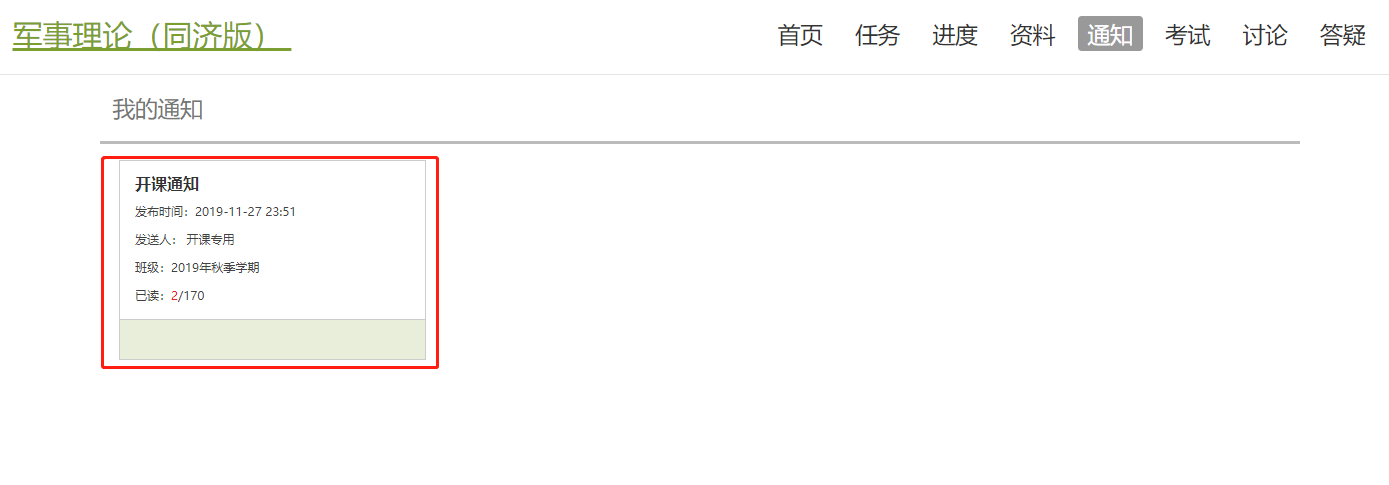 军事理论（同济版）
首页 任务 进度 资料 通知 考试 讨论 答疑
我的通知
开课通知
发布时间：2019-11-27 23:51
发送人： 开课专用
班级：2019年秋季学期
已读：2/170